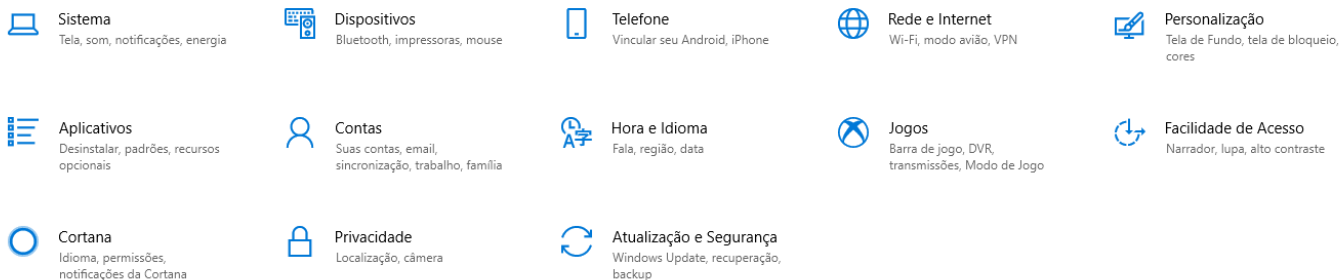 Sistema
Tela, som, notificações, energia
Dispositivos
Bluetooth, impressoras, mouse
Telefone
Vincular seu Android, iPhone
Rede e Internet
Wi-Fi, modo avião, VPN
Personalização
Tela de Fundo, tela de bloqueio,
cores
Aplicativos
Desinstalar, padrões, recursos
opcionais
Contas
Suas contas, email,
sincronização, trabalho, família
Hora e Idioma
Fala, região, data
Jogos
Barra de jogo, DVR,
transmissões, Modo de Jogo
Facilidade de Acesso
Narrador, lupa, alto contraste
Cortana
Idioma, permissões,
notificações da Cortana
Privacidade
Localização, câmera
Atualização e Segurança
Windows Update, recuperação,
backup